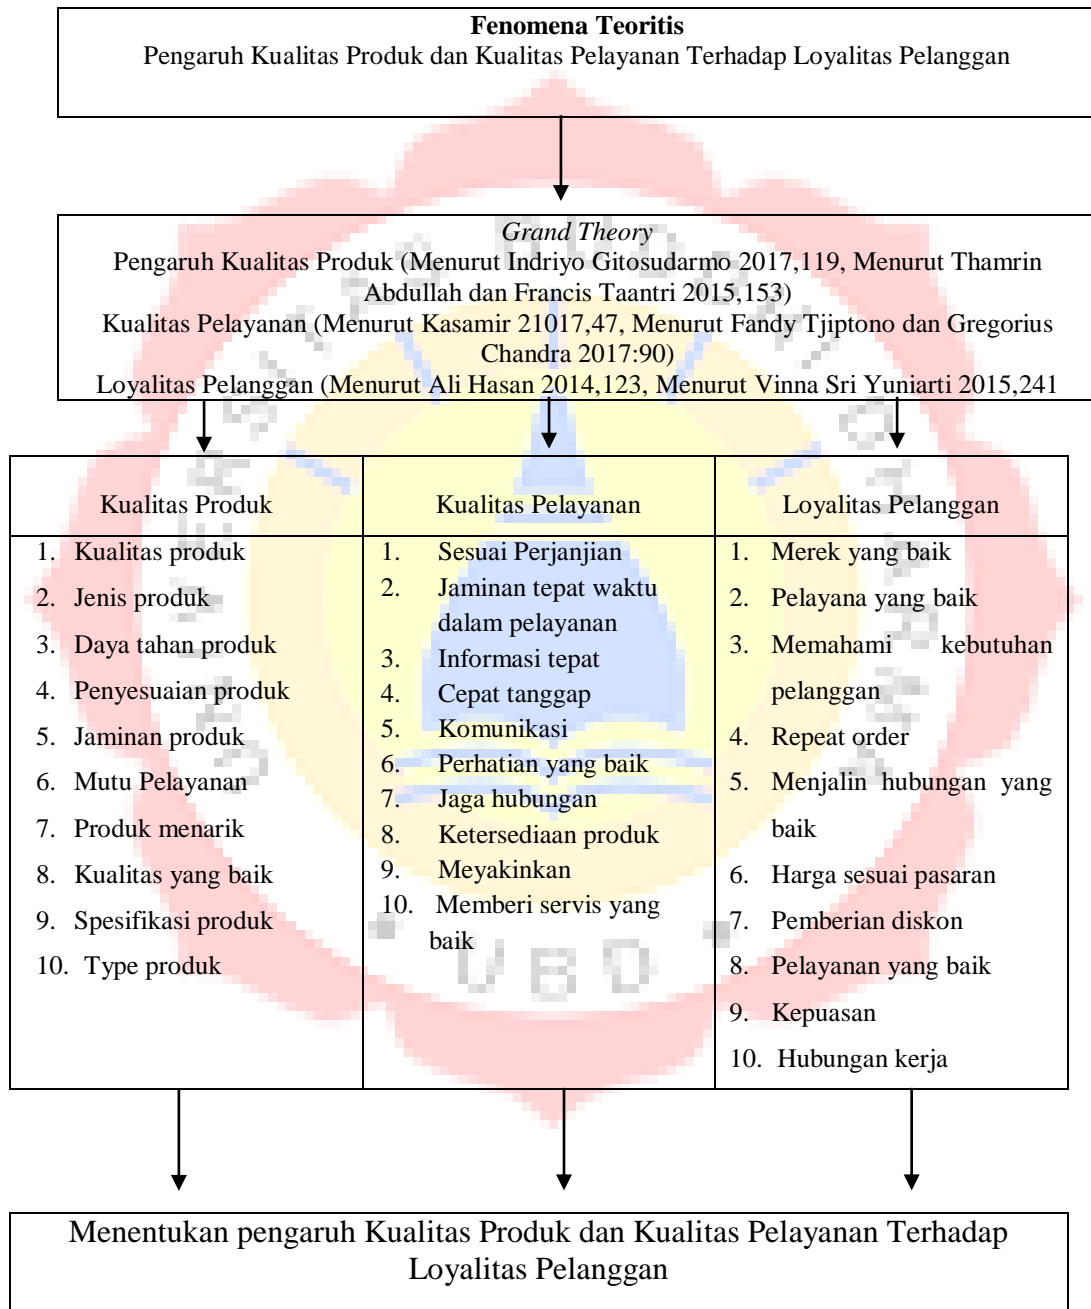 Fenomena Teoritis
Pengaruh Kualitas Produk dan Kualitas Pelayanan Terhadap Loyalitas Pelanggan
Grand Theory
Pengaruh Kualitas Produk (Menurut Indriyo Gitosudarmo 2017,119, Menurut Thamrin
Abdullah dan Francis Taantri 2015,153)
Kualitas Pelayanan (Menurut Kasamir 21017,47, Menurut Fandy Tjiptono dan Gregorius
Chandra 2017:90)
Loyalitas Pelanggan (Menurut Ali Hasan 2014,123, Menurut Vinna Sri Yuniarti 2015,241
Kualitas Produk
1. Kualitas produk
2. Jenis produk
3. Daya tahan produk
4. Penyesuaian produk
5. Jaminan produk
6. Mutu Pelayanan
7. Produk menarik
8. Kualitas yang baik
9. Spesifikasi produk
10. Type produk
Kualitas Pelayanan
1. Sesuai Perjanjian
2. Jaminan tepat waktu
dalam pelayanan
3. Informasi tepat
4. Cepat tanggap
5. Komunikasi
6. Perhatian yang baik
7. Jaga hubungan
8. Ketersediaan produk
9. Meyakinkan
10. Memberi servis yang
baik
Loyalitas Pelanggan
1. Merek yang baik
2. Pelayana yang baik
3. Memahami kebutuhan
pelanggan
4. Repeat order
5. Menjalin hubungan yang
baik
6. Harga sesuai pasaran
7. Pemberian diskon
8. Pelayanan yang baik
9. Kepuasan
10. Hubungan kerja
Menentukan pengaruh Kualitas Produk dan Kualitas Pelayanan Terhadap
Loyalitas Pelanggan
UNIVERSITAS BUDDHI DHARMA
UBD